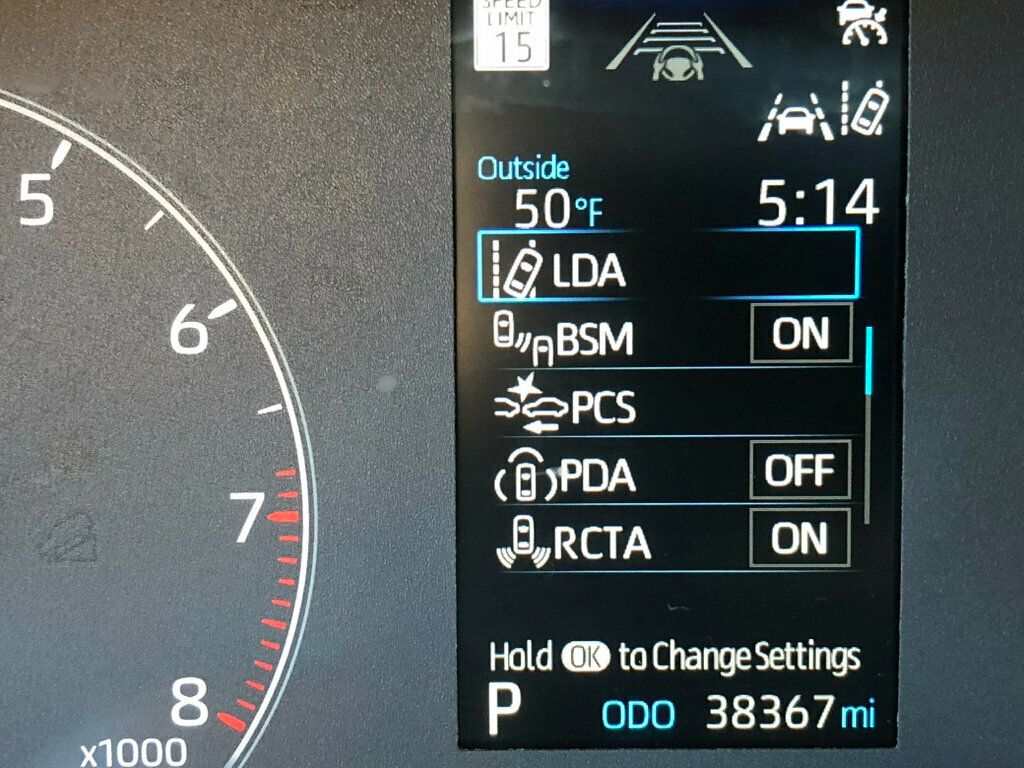 SPEED
LIMIT
15
Outside
50°F 5:14
LDA
BSM ON
PCS
PDA OFF
RCTA ON
Hold OK to Change Settings
P ODO 38367 mi
5
6
7
8
x1000